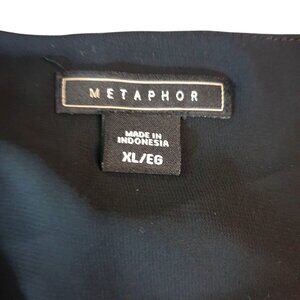 METAPHOR
MADE IN
INDONESIA
XL/EG